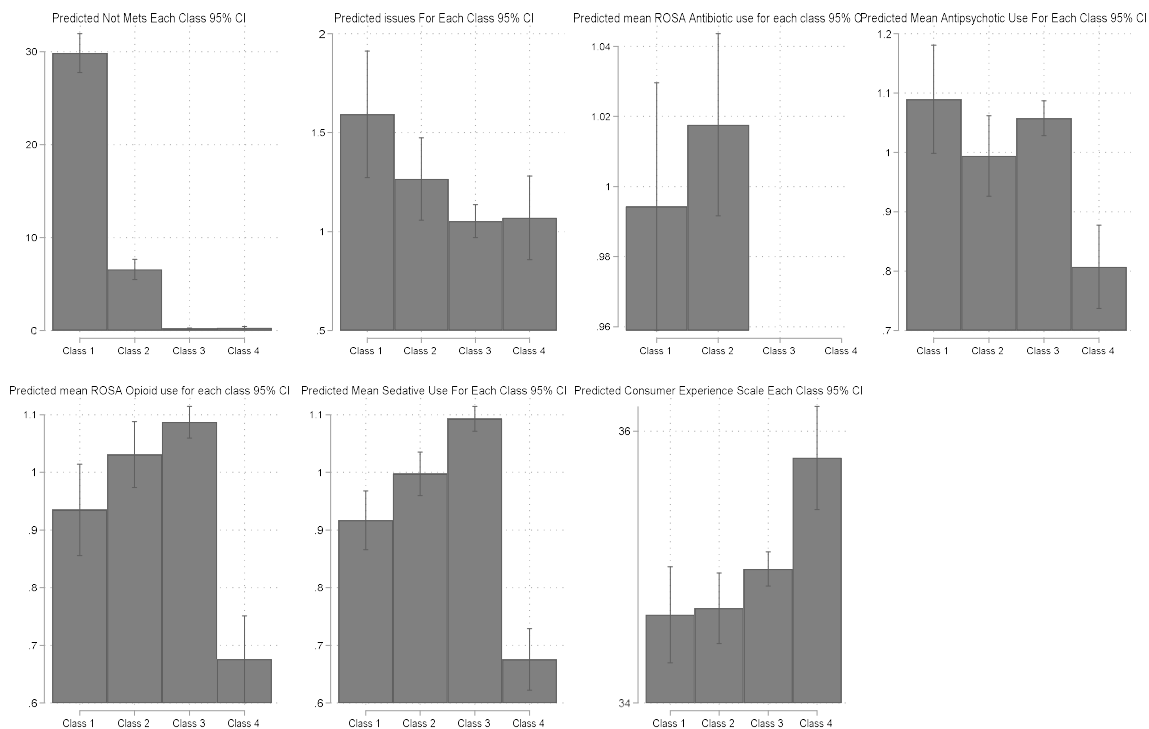 Predicted Not Mets Each Class 95% CI
30
20
10
0
Class 1 Class 2 Class 3 Class 4
Predicted issues For Each Class 95% CI
2
1.5
1
.5
Class 1 Class 2 Class 3 Class 4
Predicted mean ROSA Antibiotic use for each class
1.04
1.02
1
.98
.96
Class 1 Class 2 Class 3 Class 4
Predicted Mean Antipsychotic Use For Each Class 95% CI
1.2
1.1
1
.9
.8
.7
Class 1 Class 2 Class 3 Class 4
Predicted mean ROSA Opioid use for each class 95% CI
1.1
1
.9
.8
.7
.6
Class 1 Class 2 Class 3 Class 4
Predicted Mean Sedative Use For Each Class 95% CI
1.1
1
.9
.8
.7
.6
Class 1 Class 2 Class 3 Class 4
Predicted Consumer Experience Scale Each Class 95% CI
36
34
Class 1 Class 2 Class 3 Class 4